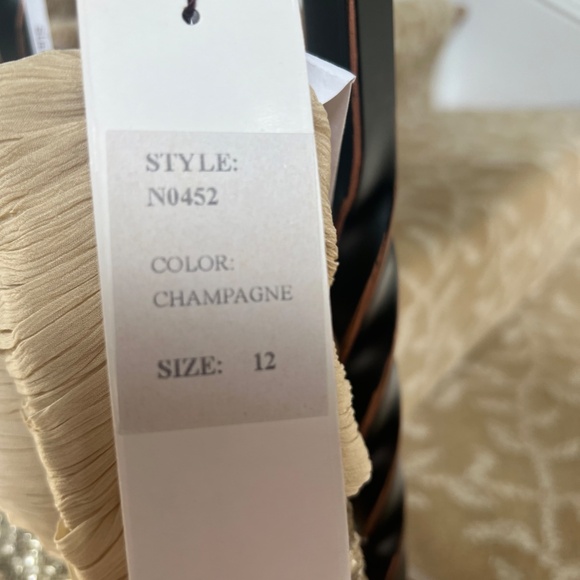 STYLE:
N0452
COLOR:
CHAMPAGNE
SIZE: 12